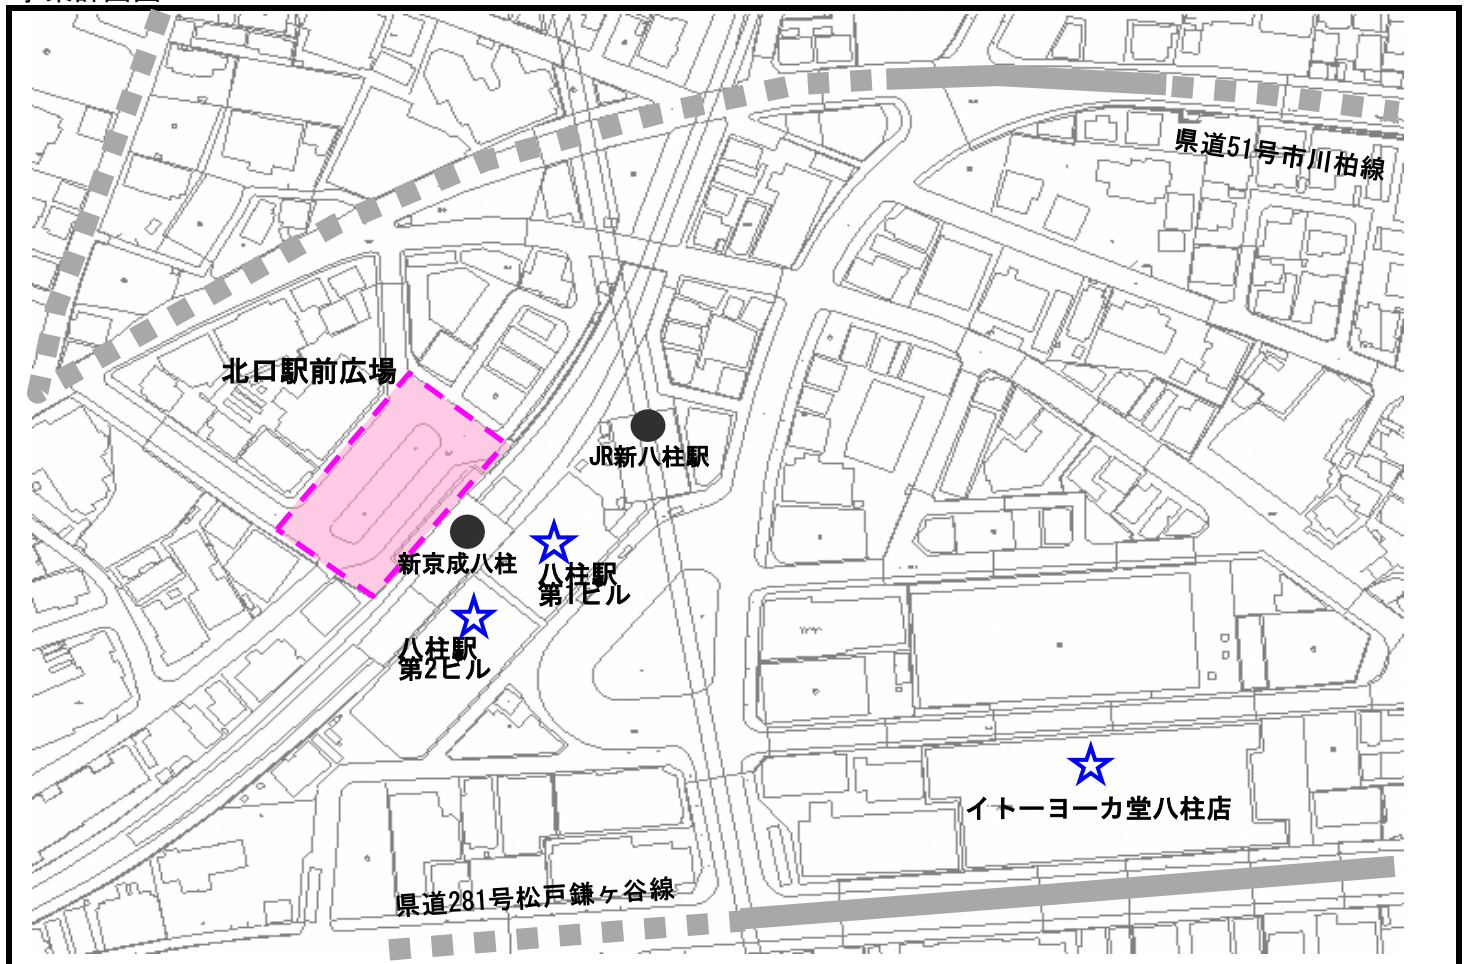 県道51号市川柏線
北口駅前広場
JR新八柱駅
新京成八柱
八柱駅
第1ビル
八柱駅
第2ビル
イトーヨーカ堂八柱店
県道281号松戸鎌ヶ谷線